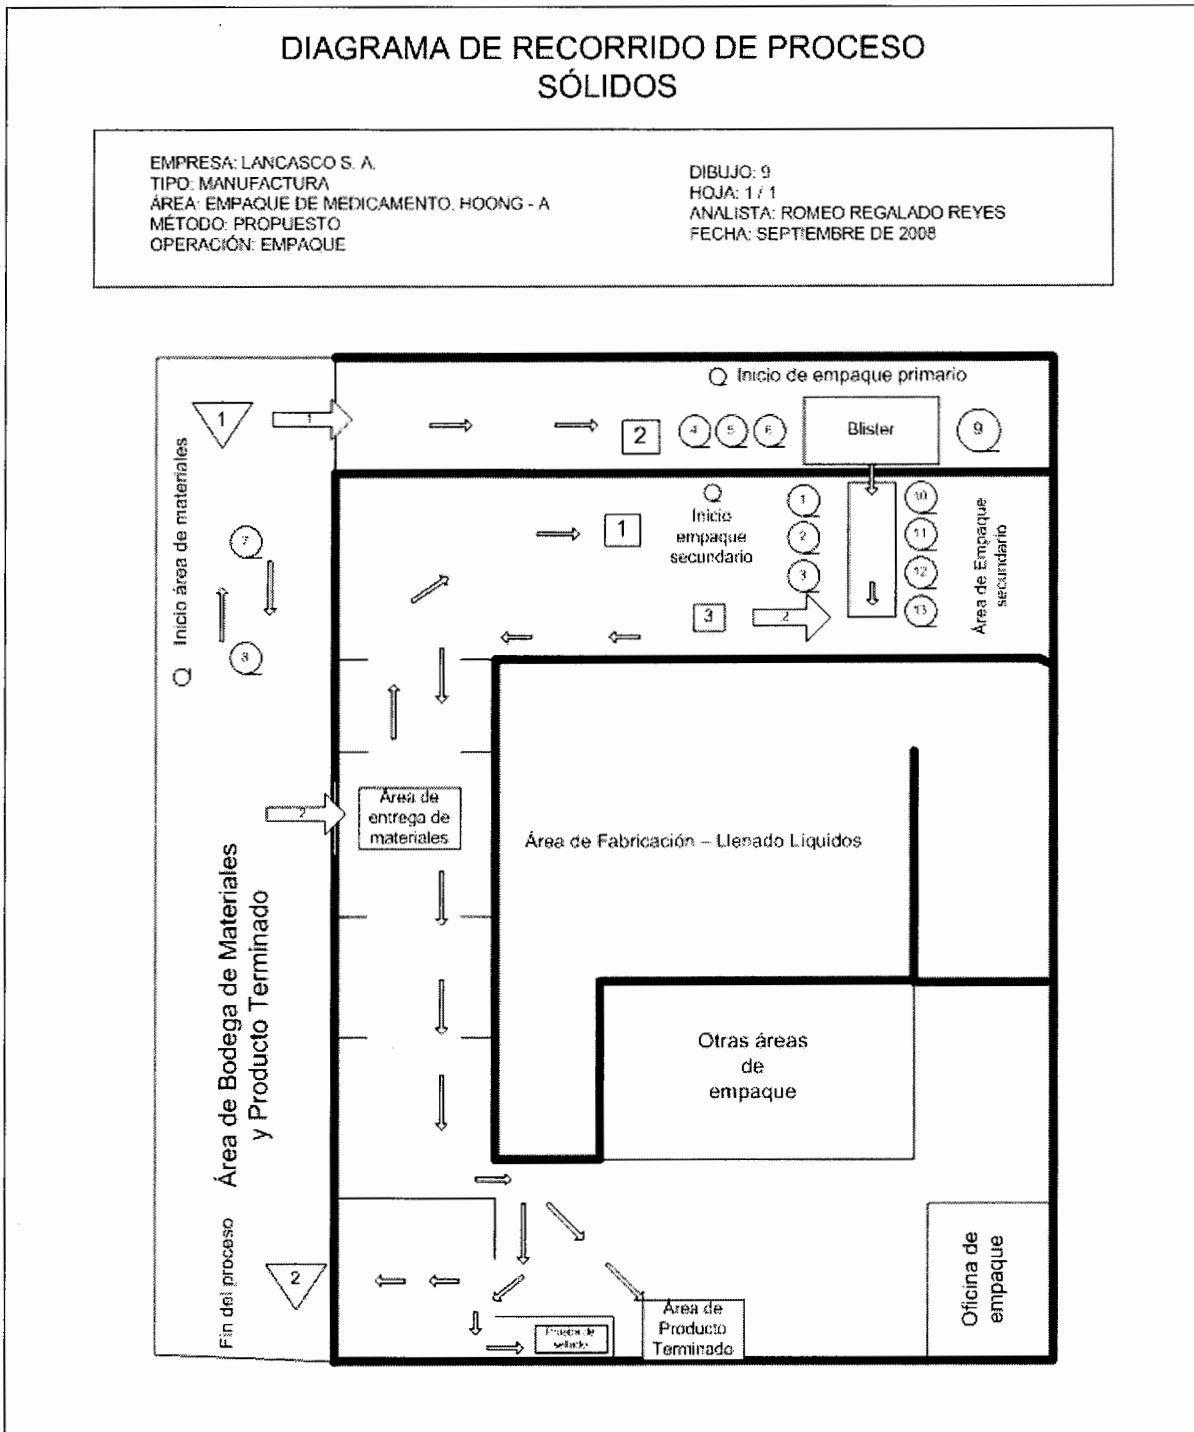 DIAGRAMA DE RECORRIDO DE PROCESO
SÓLIDOS
EMPRESA: LANCASCO S. A.
TIPO: MANUFACTURA
ÁREA: EMPAQUE DE MEDICAMENTO, HOONG - A
MÉTODO: PROPUESTO
OPERACIÓN: EMPAQUE
DIBUJO: 9
HOJA: 1 / 1
ANALISTA: ROMEO REGALADO REYES
FECHA: SEPTIEMBRE DE 2008
Inicio de empaque primario
1
1
2
4
5
6
Blister
9
Inicio área de materiales
7
8
1
Inicio
empaque
secundario
1
2
3
10
11
12
13
Área de Empaque
secundario
3
2
2
Área de
entrega de
materiales
Área de Fabricación – Llenado Líquidos
Área de Bodega de Materiales
y Producto Terminado
Otras áreas
de
empaque
Fin del proceso
2
Prueba de
sellado
Área de
Producto
Terminado
Oficina de
empaque